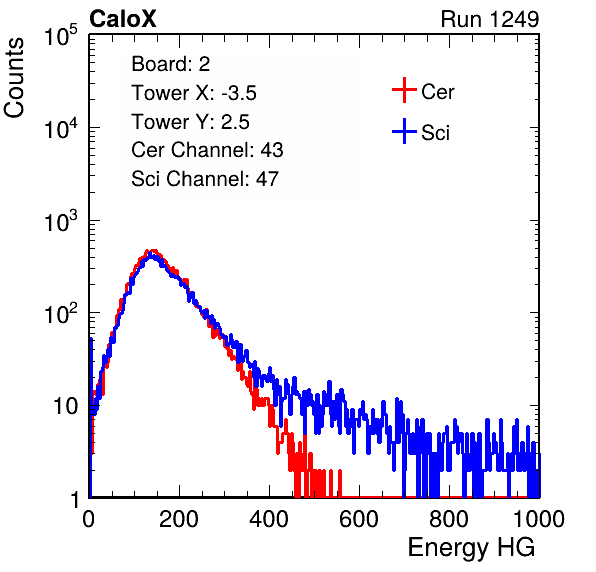 CaloX Run 1249
Counts
Board: 2
Tower X: -3.5
Tower Y: 2.5
Cer Channel: 43
Sci Channel: 47
Cer
Sci
10^5
10^4
10^3
10^2
10
1
0 200 400 600 800 1000
Energy HG